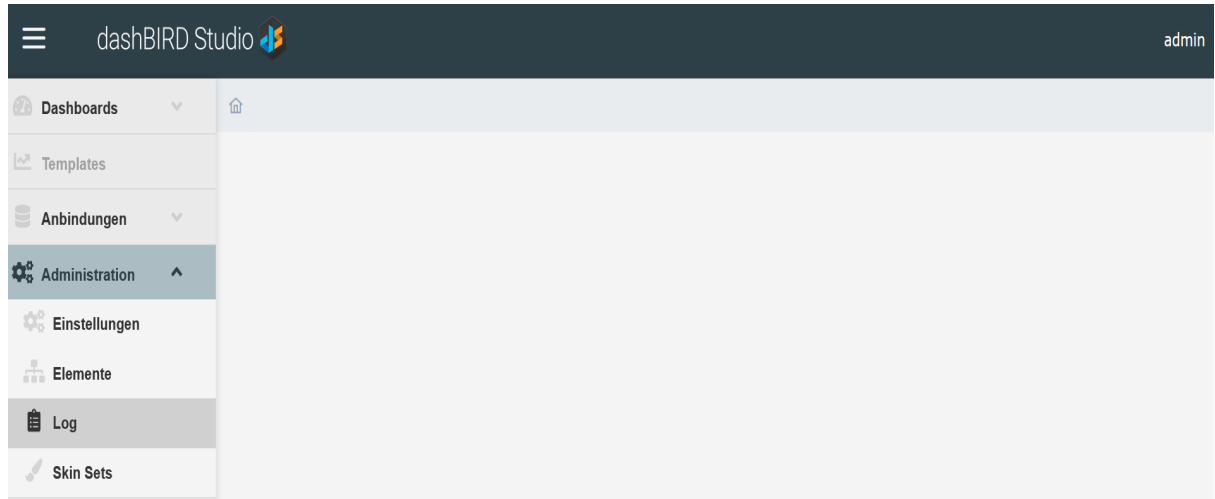 dashBIRD Studio
admin
Dashboards
Templates
Anbindungen
Administration
Einstellungen
Elemente
Log
Skin Sets